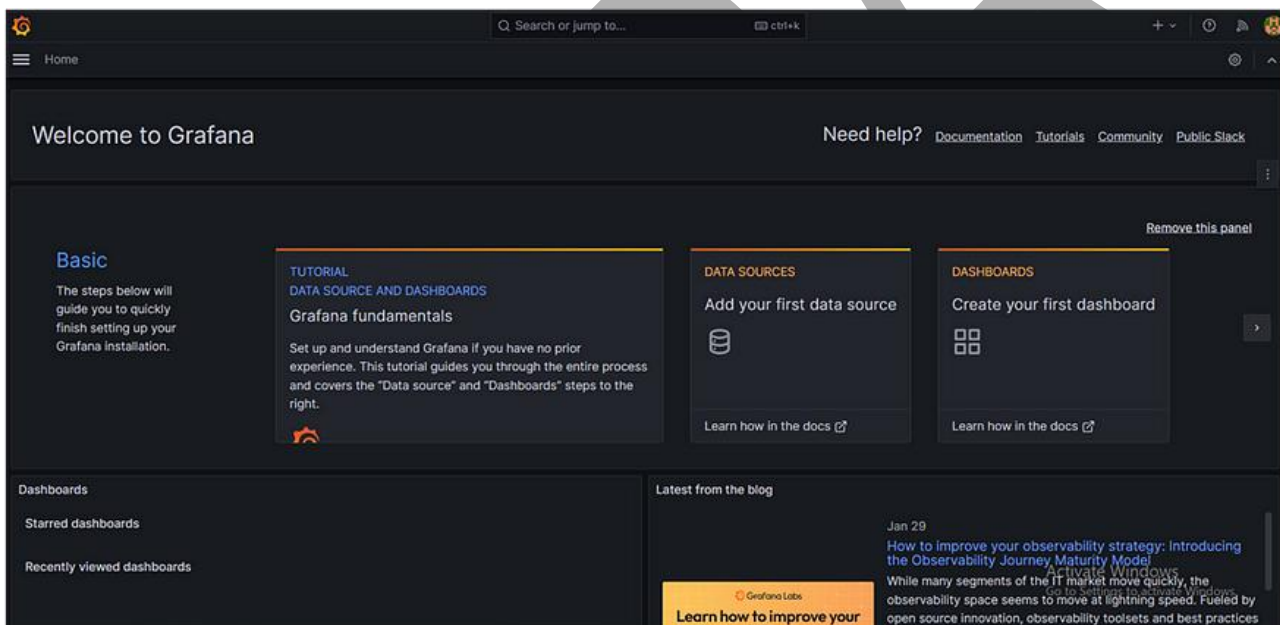 Search or jump to...
ctrl+k
Home
Welcome to Grafana
Need help? Documentation Tutorials Community Public Slack
Remove this panel
Basic
The steps below will
guide you to quickly
finish setting up your
Grafana installation.
TUTORIAL
DATA SOURCE AND DASHBOARDS
Grafana fundamentals
Set up and understand Grafana if you have no prior
experience. This tutorial guides you through the entire process
and covers the "Data source" and "Dashboards" steps to the
right.
DATA SOURCES
Add your first data source
Learn how in the docs
DASHBOARDS
Create your first dashboard
Learn how in the docs
Dashboards
Starred dashboards
Recently viewed dashboards
Latest from the blog
Grafana Labs
Learn how to improve your
Jan 29
How to improve your observability strategy: Introducing
the Observability Journey Maturity Model
While many segments of the IT market move quickly, the
observability space seems to move at lightning speed. Fueled by
open source innovation, observability toolsets and best practices
Activate Windows
Go to Settings to activate Windows.